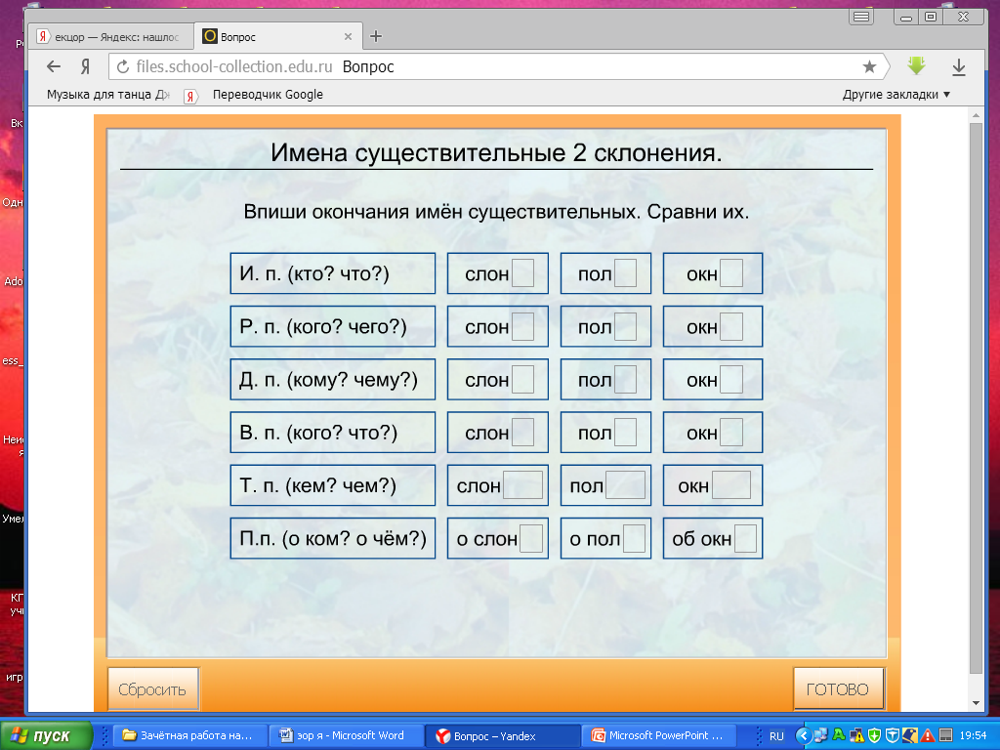 екцор — Яндекс: нашлос
Вопрос
files.school-collection.edu.ru Вопрос
Музыка для танца Дж
Переводчик Google
Другие закладки
Имена существительные 2 склонения.
Впиши окончания имён существительных. Сравни их.
И. п. (кто? что?) слон пол окн
Р. п. (кого? чего?) слон пол окн
Д. п. (кому? чему?) слон пол окн
В. п. (кого? что?) слон пол окн
Т. п. (кем? чем?) слон пол окн
П.п. (о ком? о чём?) о слон о пол об окн
Сбросить
ГОТОВО
Вк
Одн
Ado
ess_
Неис
Умел
КГ
уч
игр
пуск
Зачётная работа на...
зор я - Microsoft Word
Вопрос – Yandex
Microsoft PowerPoint ...
RU
19:54